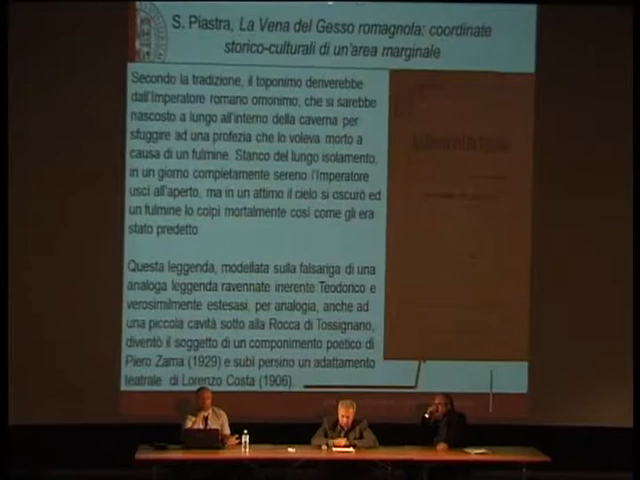 S. Piastra, La Vena del Gesso romagnola: coordinate
storico-culturali di un'area marginale
Secondo la tradizione, il toponimo deriverebbe
dall'Imperatore romano omonimo, che si sarebbe
nascosto a lungo all'interno della caverna per
sfuggire ad una profezia che lo voleva morto a
causa di un fulmine. Stanco del lungo isolamento,
in un giorno completamente sereno l'Imperatore
uscì all'aperto, ma in un attimo il cielo si oscurò ed
un fulmine lo colpì mortalmente così come gli era
stato predetto
Questa leggenda, modellata sulla falsariga di una
analoga leggenda ravennate inerente Teodorico e
verosimilmente estesasi, per analogia, anche ad
una piccola cavità sotto alla Rocca di Tossignano,
diventò il soggetto di un componimento poetico di
Piero Zama (1929) e subì persino un adattamento
teatrale di Lorenzo Costa (1906).